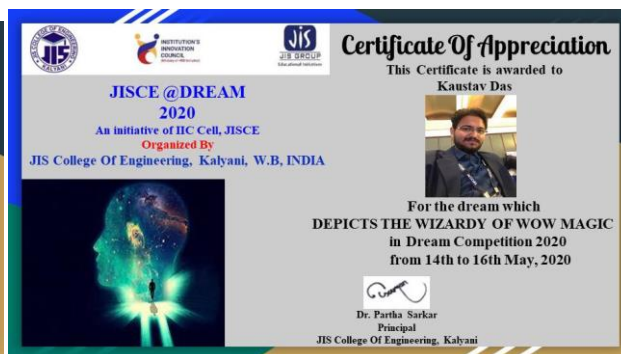 JIS COLLEGE OF ENGINEERING
JIS
KALYANI
INSTITUTION'S
INNOVATION
COUNCIL
JIS
JIS GROUP
Educational Initiatives
JISCE @DREAM
2020
An initiative of IIC Cell, JISCE
Organized By
JIS College Of Engineering, Kalyani, W.B, INDIA
Certificate Of Appreciation
This Certificate is awarded to
Kaustav Das
For the dream which
DEPICTS THE WIZARDY OF WOW MAGIC
in Dream Competition 2020
from 14th to 16th May, 2020
Dr. Partha Sarkar
Principal
JIS College Of Engineering, Kalyani